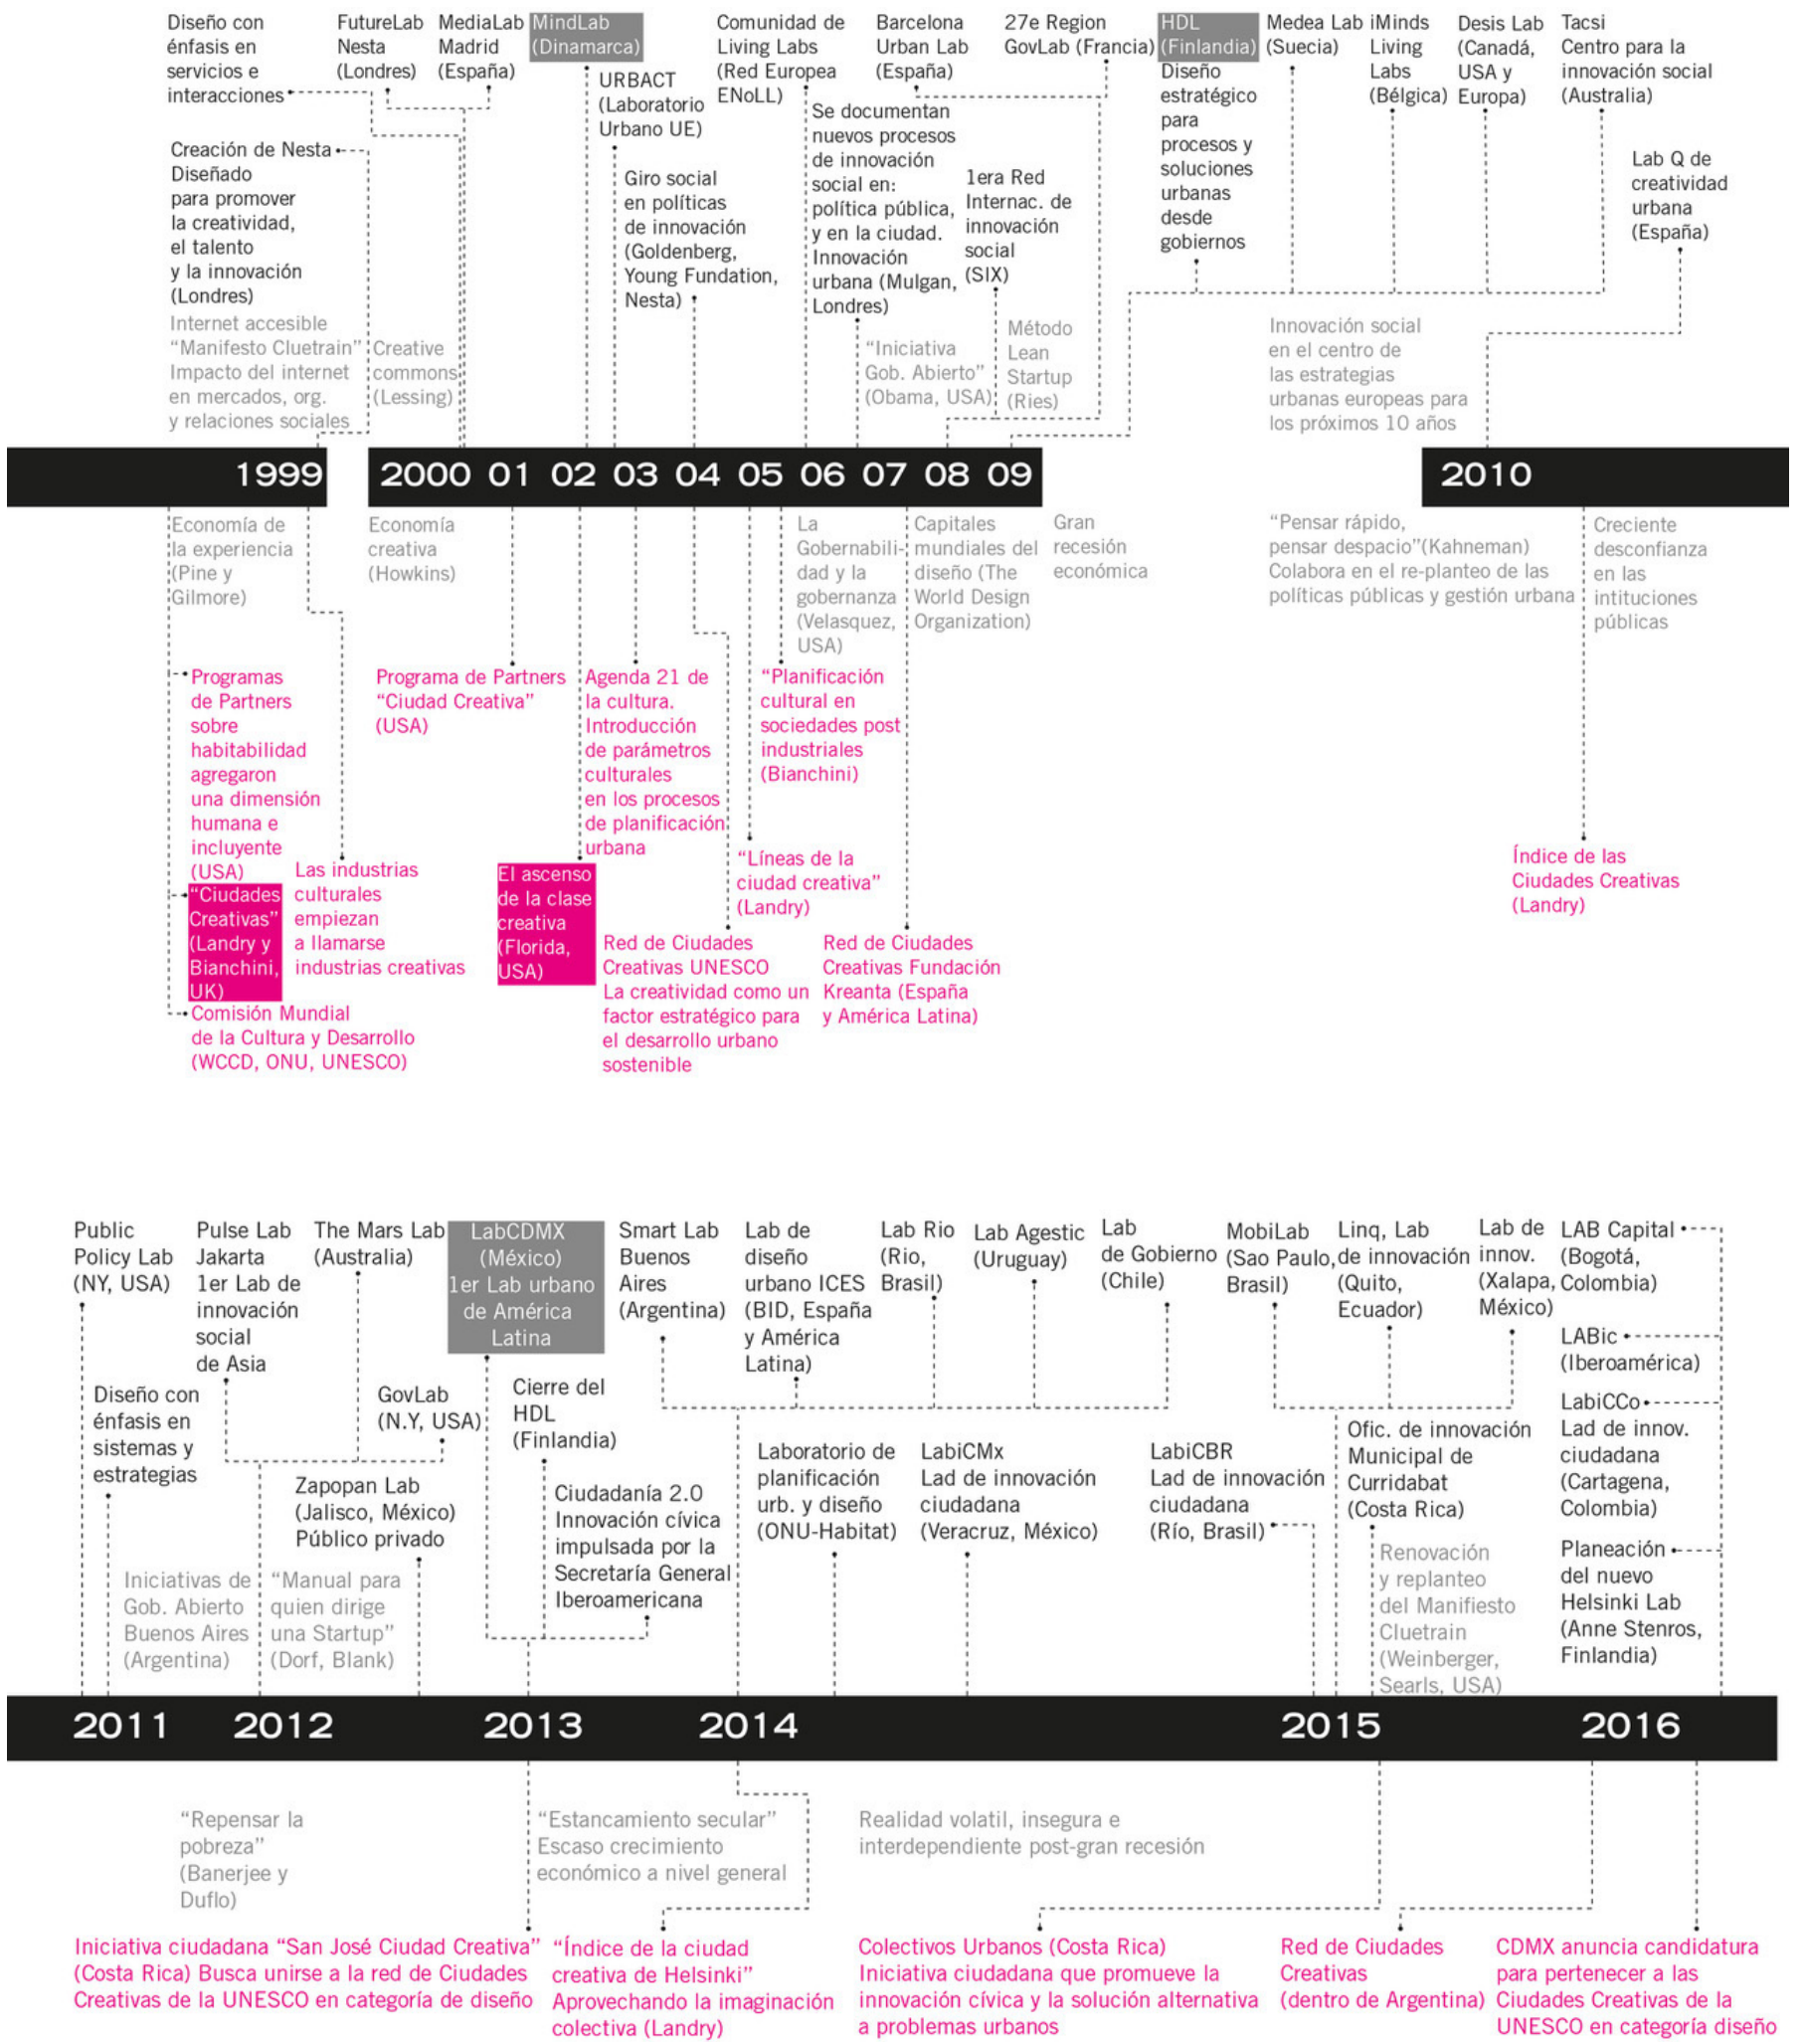 Diseño con
énfasis en
servicios e
interacciones
FutureLab
Nesta
(Londres)
MediaLab
Madrid
(España)
MindLab
(Dinamarca)
URBACT
(Laboratorio
Urbano UE)
Comunidad de
Living Labs
(Red Europea
ENoLL)
Barcelona
Urban Lab
(España)
27e Region
GovLab (Francia)
HDL
(Finlandia)
Diseño
estratégico
para
procesos y
soluciones
urbanas
desde
gobiernos
Medea Lab
(Suecia)
iMinds
Living
Labs
(Bélgica)
Desis Lab
(Canadá,
USA y
Europa)
Tacsi
Centro para la
innovación social
(Australia)
Lab Q de
creatividad
urbana
(España)
Creación de Nesta
Diseñado
para promover
la creatividad,
el talento
y la innovación
(Londres)
Giro social
en políticas
de innovación
(Goldenberg,
Young Fundation,
Nesta)
Se documentan
nuevos procesos
de innovación
social en:
política pública,
y en la ciudad.
Innovación
urbana (Mulgan,
Londres)
1era Red
Internac. de
innovación
social
(SIX)
Internet accesible
“Manifesto Cluetrain”
Impacto del internet
en mercados, org.
y relaciones sociales
Creative
commons
(Lessing)
“Iniciativa
Gob. Abierto”
(Obama, USA)
Método
Lean
Startup
(Ries)
Innovación social
en el centro de
las estrategias
urbanas europeas para
los próximos 10 años
1999 2000 01 02 03 04 05 06 07 08 09 2010
Economía de
la experiencia
(Pine y
Gilmore)
Economía
creativa
(Howkins)
La
Gobernabili-
dad y la
gobernanza
(Velasquez,
USA)
Capitales
mundiales del
diseño (The
World Design
Organization)
Gran
recesión
económica
“Pensar rápido,
pensar despacio”(Kahneman)
Colabora en el re-planteo de las
políticas públicas y gestión urbana
Creciente
desconfianza
en las
intituciones
públicas
Programas
de Partners
sobre
habitabilidad
agregaron
una dimensión
humana e
incluyente
(USA)
Programa de Partners
“Ciudad Creativa”
(USA)
Agenda 21 de
la cultura.
Introducción
de parámetros
culturales
en los procesos
de planificación
urbana
“Planificación
cultural en
sociedades post
industriales
(Bianchini)
“Ciudades
Creativas”
(Landry y
Bianchini,
UK)
Las industrias
culturales
empiezan
a llamarse
industrias creativas
El ascenso
de la clase
creativa
(Florida,
USA)
“Líneas de la
ciudad creativa”
(Landry)
Índice de las
Ciudades Creativas
(Landry)
Red de Ciudades
Creativas UNESCO
La creatividad como un
factor estratégico para
el desarrollo urbano
sostenible
Red de Ciudades
Creativas Fundación
Kreanta (España
y América Latina)
Comisión Mundial
de la Cultura y Desarrollo
(WCCD, ONU, UNESCO)
Public
Policy Lab
(NY, USA)
Pulse Lab
Jakarta
1er Lab de
innovación
social
de Asia
The Mars Lab
(Australia)
LabCDMX
(México)
1er Lab urbano
de América
Latina
Smart Lab
Buenos
Aires
(Argentina)
Lab de
diseño
urbano ICES
(BID, España
y América
Latina)
Lab Rio
(Rio,
Brasil)
Lab Agestic
(Uruguay)
Lab
de Gobierno
(Chile)
MobiLab
(Sao Paulo,
Brasil)
Linq, Lab
de innovación
(Quito,
Ecuador)
Lab de
innov.
(Xalapa,
México)
LAB Capital
(Bogotá,
Colombia)
LABic
(Iberoamérica)
LabiCCo
Lad de innov.
ciudadana
(Cartagena,
Colombia)
Planeación
del nuevo
Helsinki Lab
(Anne Stenros,
Finlandia)
Diseño con
énfasis en
sistemas y
estrategias
GovLab
(N.Y, USA)
Zapopan Lab
(Jalisco, México)
Público privado
Cierre del
HDL
(Finlandia)
Ciudadanía 2.0
Innovación cívica
impulsada por la
Secretaría General
Iberoamericana
Laboratorio de
planificación
urb. y diseño
(ONU-Habitat)
LabiCMx
Lad de innovación
ciudadana
(Veracruz, México)
LabiCBR
Lad de innovación
ciudadana
(Río, Brasil)
Ofic. de innovación
Municipal de
Curridabat
(Costa Rica)
Iniciativas de
Gob. Abierto
Buenos Aires
(Argentina)
“Manual para
quien dirige
una Startup”
(Dorf, Blank)
Renovación
y replanteo
del Manifiesto
Cluetrain
(Weinberger,
Searls, USA)
2011 2012 2013 2014 2015 2016
“Repensar la
pobreza”
(Banerjee y
Duflo)
“Estancamiento secular”
Escaso crecimiento
económico a nivel general
Realidad volatil, insegura e
interdependiente post-gran recesión
Iniciativa ciudadana “San José Ciudad Creativa”
(Costa Rica) Busca unirse a la red de Ciudades
Creativas de la UNESCO en categoría de diseño
“Índice de la ciudad
creativa de Helsinki”
Aprovechando la imaginación
colectiva (Landry)
Colectivos Urbanos (Costa Rica)
Iniciativa ciudadana que promueve la
innovación cívica y la solución alternativa
a problemas urbanos
Red de Ciudades
Creativas
(dentro de Argentina)
CDMX anuncia candidatura
para pertenecer a las
Ciudades Creativas de la
UNESCO en categoría diseño